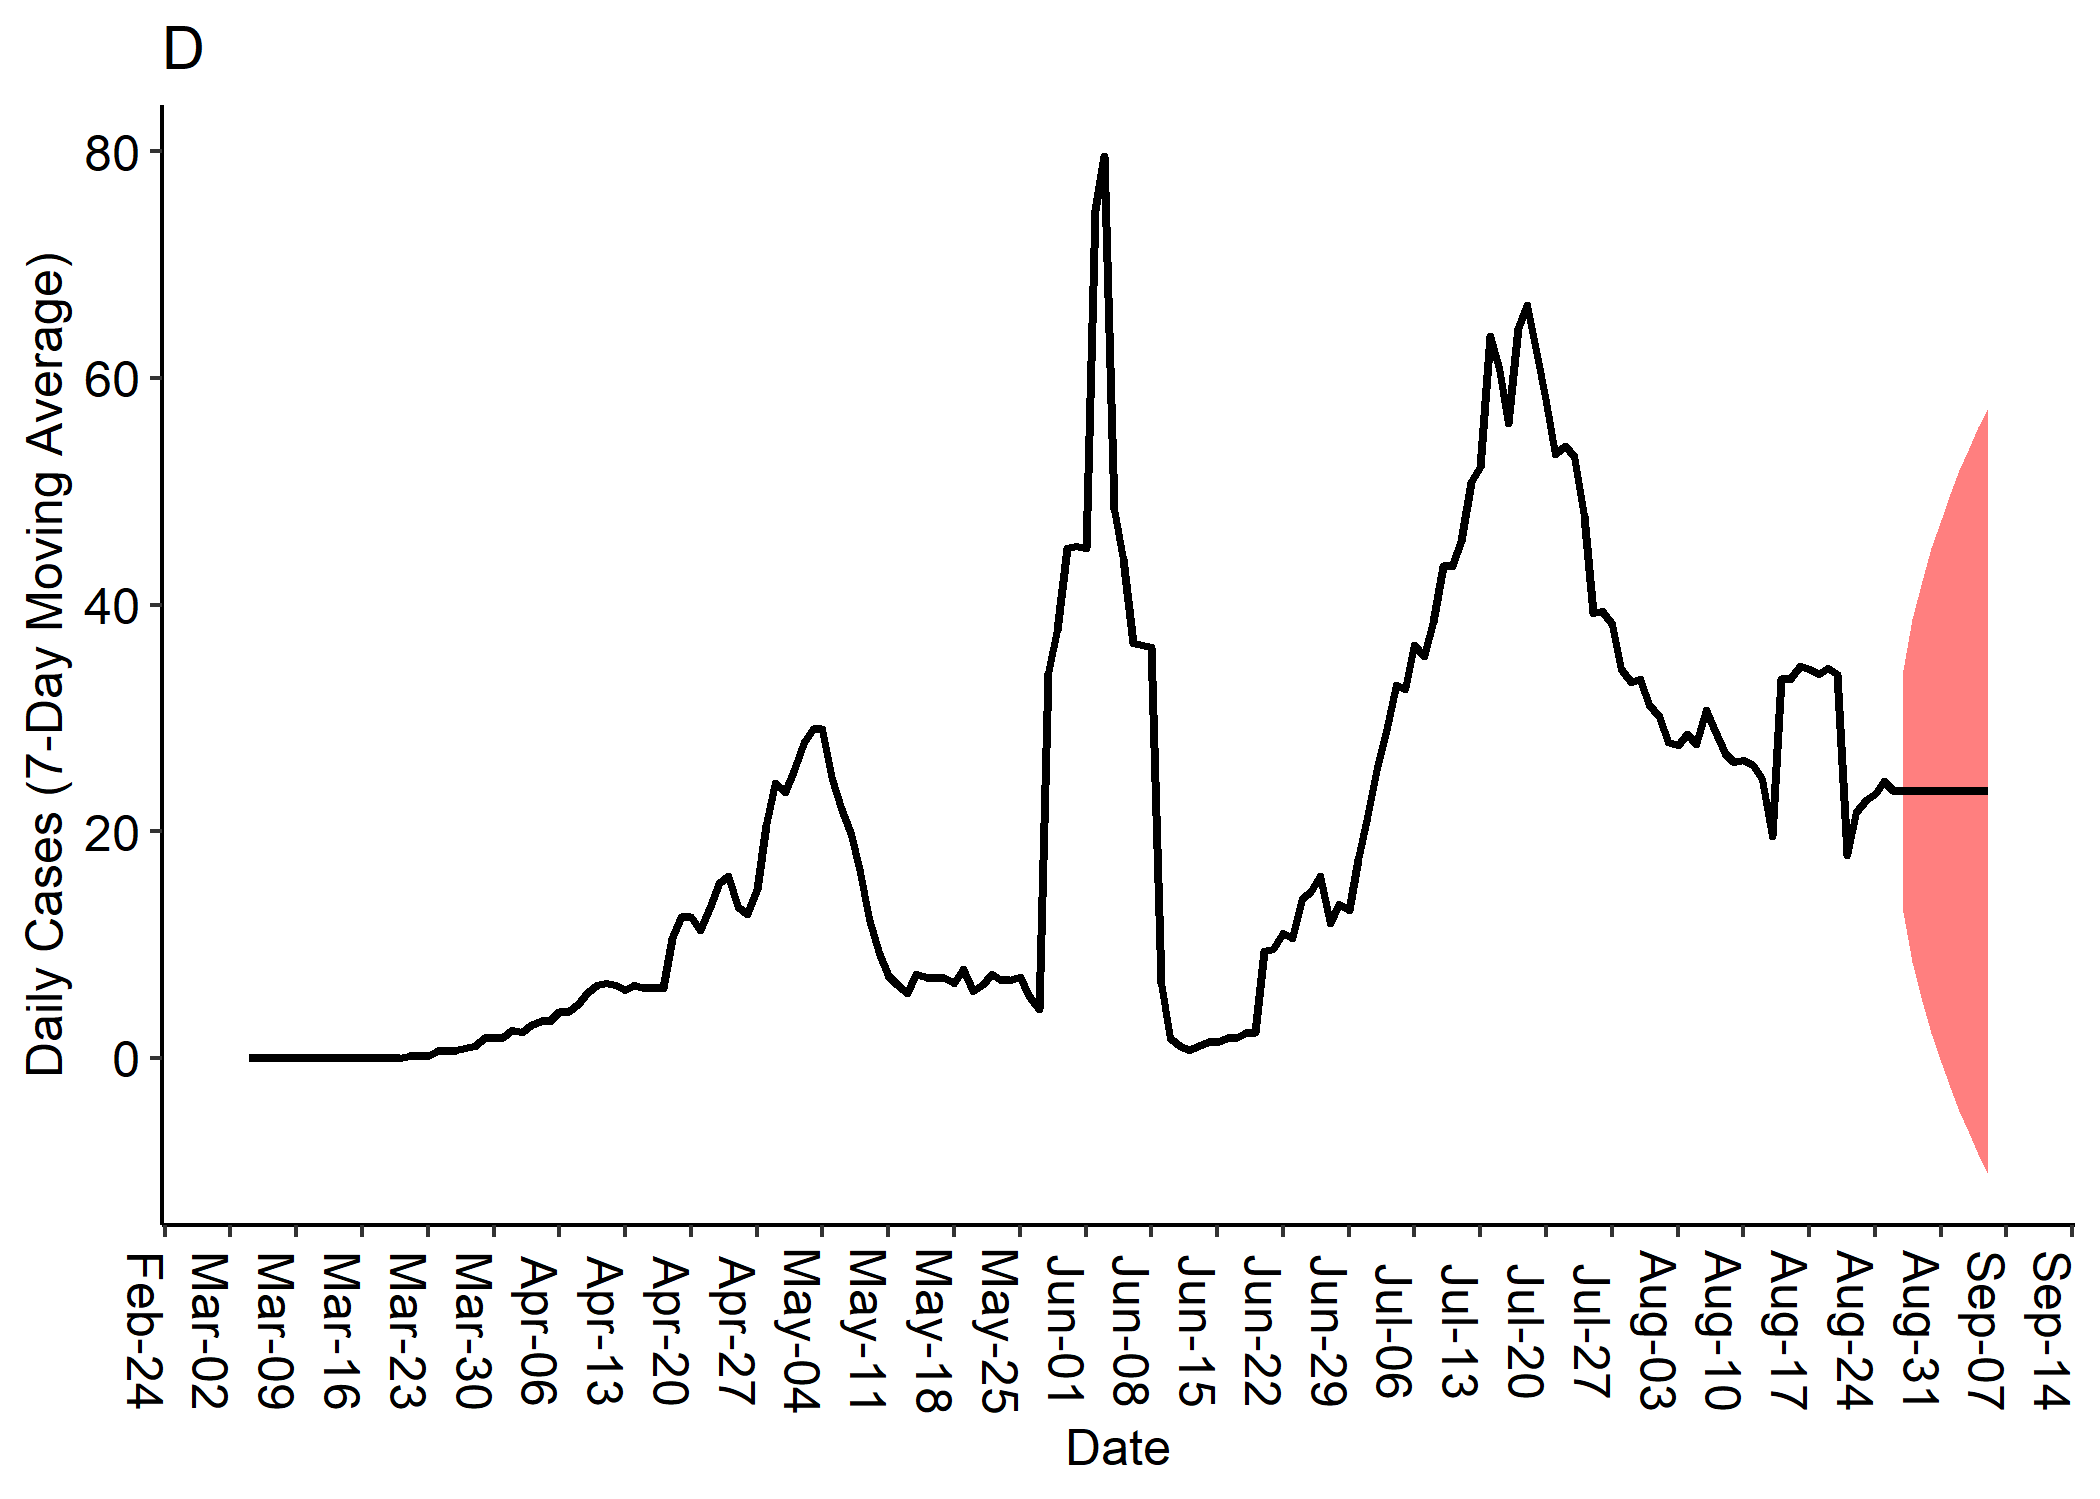 D
Daily Cases (7-Day Moving Average)
80
60
40
20
0
Feb-24
Mar-02
Mar-09
Mar-16
Mar-23
Mar-30
Apr-06
Apr-13
Apr-20
Apr-27
May-04
May-11
May-18
May-25
Jun-01
Jun-08
Jun-15
Jun-22
Jun-29
Jul-06
Jul-13
Jul-20
Jul-27
Aug-03
Aug-10
Aug-17
Aug-24
Aug-31
Sep-07
Sep-14
Date